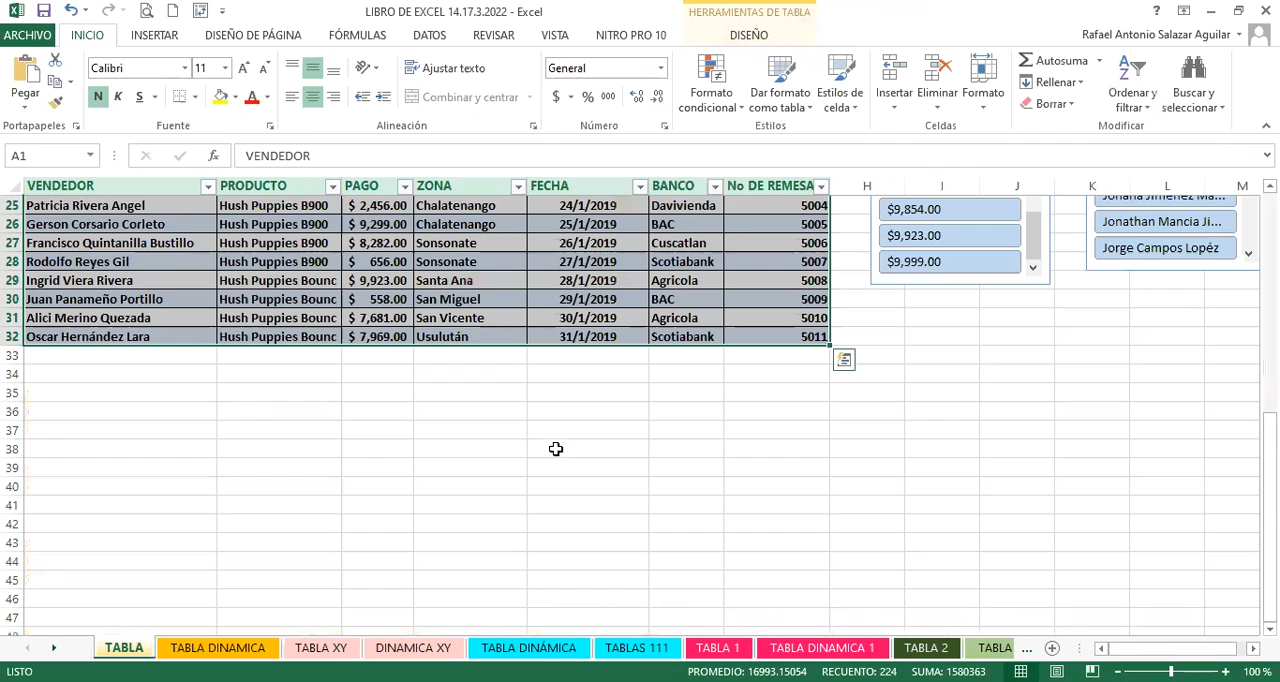 LIBRO DE EXCEL 14.17.3.2022 - Excel
HERRAMIENTAS DE TABLA
ARCHIVO INICIO INSERTAR DISEÑO DE PÁGINA FÓRMULAS DATOS REVISAR VISTA NITRO PRO 10 DISEÑO Rafael Antonio Salazar Aguilar
Pegar
Calibri 11
N K S
Ajustar texto
Combinar y centrar
General
$ % 000
Formato condicional
Dar formato como tabla
Estilos de celda
Insertar Eliminar Formato
Autosuma
Rellenar
Borrar
Ordenar y filtrar
Buscar y seleccionar
Portapapeles Fuente Alineación Número Estilos Celdas Modificar
A1 fx VENDEDOR
VENDEDOR PRODUCTO PAGO ZONA FECHA BANCO No DE REMESA H I J K L M
25 Patricia Rivera Angel Hush Puppies B900 $ 2,456.00 Chalatenango 24/1/2019 Davivienda 5004
26 Gerson Corsario Corleto Hush Puppies B900 $ 9,299.00 Chalatenango 25/1/2019 BAC 5005
27 Francisco Quintanilla Bustillo Hush Puppies B900 $ 8,282.00 Sonsonate 26/1/2019 Cuscatlan 5006
28 Rodolfo Reyes Gil Hush Puppies B900 $ 656.00 Sonsonate 27/1/2019 Scotiabank 5007
29 Ingrid Viera Rivera Hush Puppies Bounc $ 9,923.00 Santa Ana 28/1/2019 Agricola 5008
30 Juan Panameño Portillo Hush Puppies Bounc $ 558.00 San Miguel 29/1/2019 BAC 5009
31 Alici Merino Quezada Hush Puppies Bounc $ 7,681.00 San Vicente 30/1/2019 Agricola 5010
32 Oscar Hernández Lara Hush Puppies Bounc $ 7,969.00 Usulután 31/1/2019 Scotiabank 5011
$9,854.00
$9,923.00
$9,999.00
Johana Jiménez Ma...
Jonathan Mancia Ji...
Jorge Campos Lopéz
33
34
35
36
37
38
39
40
41
42
43
44
45
46
47
TABLA TABLA DINAMICA TABLA XY DINAMICA XY TABLA DINÁMICA TABLAS 111 TABLA 1 TABLA DINAMICA 1 TABLA 2 TABLA ...
LISTO PROMEDIO: 16993.15054 RECUENTO: 224 SUMA: 1580363 100 %